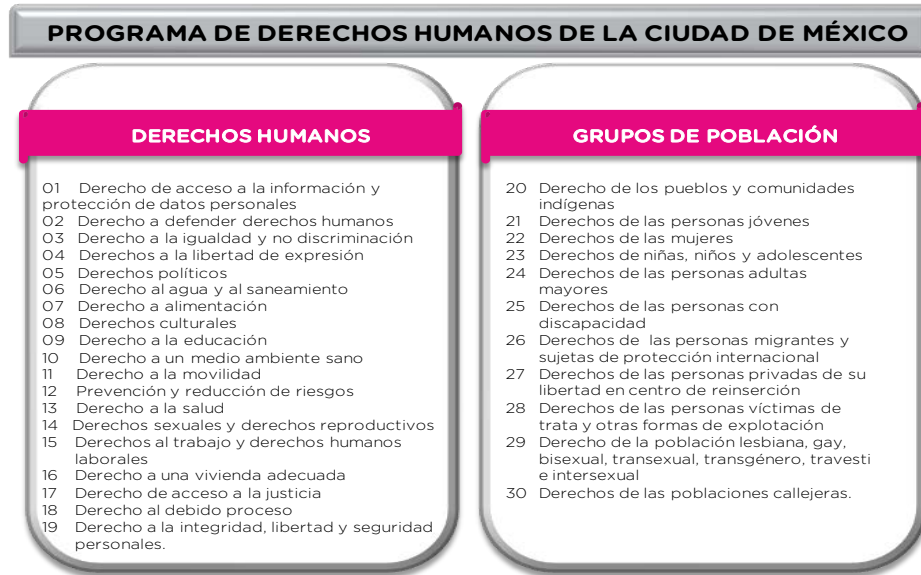 PROGRAMA DE DERECHOS HUMANOS DE LA CIUDAD DE MÉXICO
DERECHOS HUMANOS
01 Derecho de acceso a la información y
protección de datos personales
02 Derecho a defender derechos humanos
03 Derecho a la igualdad y no discriminación
04 Derechos a la libertad de expresión
05 Derechos políticos
06 Derecho al agua y al saneamiento
07 Derecho a alimentación
08 Derechos culturales
09 Derecho a la educación
10 Derecho a un medio ambiente sano
11 Derecho a la movilidad
12 Prevención y reducción de riesgos
13 Derecho a la salud
14 Derechos sexuales y derechos reproductivos
15 Derechos al trabajo y derechos humanos
laborales
16 Derecho a una vivienda adecuada
17 Derecho de acceso a la justicia
18 Derecho al debido proceso
19 Derecho a la integridad, libertad y seguridad
personales.
GRUPOS DE POBLACIÓN
20 Derecho de los pueblos y comunidades
indígenas
21 Derechos de las personas jóvenes
22 Derechos de las mujeres
23 Derechos de niñas, niños y adolescentes
24 Derechos de las personas adultas
mayores
25 Derechos de las personas con
discapacidad
26 Derechos de las personas migrantes y
sujetas de protección internacional
27 Derechos de las personas privadas de su
libertad en centro de reinserción
28 Derechos de las personas víctimas de
trata y otras formas de explotación
29 Derecho de la población lesbiana, gay,
bisexual, transexual, transgénero, travesti
e intersexual
30 Derechos de las poblaciones callejeras.